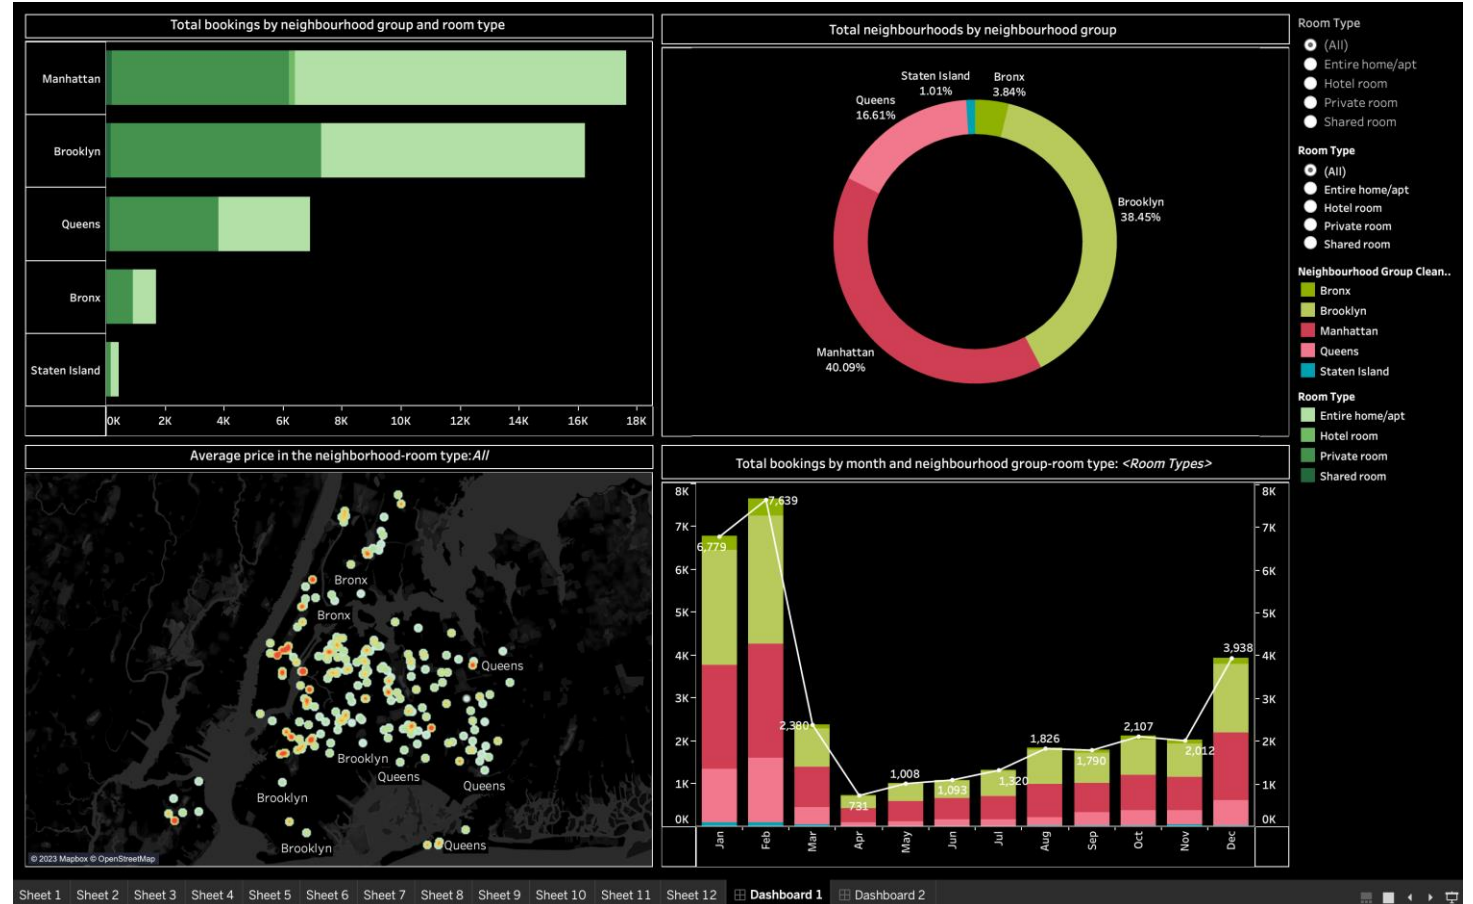 Total bookings by neighbourhood group and room type
Manhattan
Brooklyn
Queens
Bronx
Staten Island
0K 2K 4K 6K 8K 10K 12K 14K 16K 18K
Total neighbourhoods by neighbourhood group
Staten Island
1.01%
Bronx
3.84%
Queens
16.61%
Brooklyn
38.45%
Manhattan
40.09%
Room Type
(All)
Entire home/apt
Hotel room
Private room
Shared room
Room Type
(All)
Entire home/apt
Hotel room
Private room
Shared room
Neighbourhood Group Clean..
Bronx
Brooklyn
Manhattan
Queens
Staten Island
Room Type
Entire home/apt
Hotel room
Private room
Shared room
Average price in the neighborhood-room type:All
Bronx
Bronx
Queens
Brooklyn
Queens
Queens
Brooklyn
Brooklyn
Queens
© 2023 Mapbox © OpenStreetMap
Total bookings by month and neighbourhood group-room type: <Room Types>
8K
7K
6K
5K
4K
3K
2K
1K
0K
6,779
7,639
2,380
731
1,008
1,093
1,320
1,826
1,790
2,107
2,012
3,938
8K
7K
6K
5K
4K
3K
2K
1K
0K
Jan Feb Mar Apr May Jun Jul Aug Sep Oct Nov Dec
Sheet 1 Sheet 2 Sheet 3 Sheet 4 Sheet 5 Sheet 6 Sheet 7 Sheet 8 Sheet 9 Sheet 10 Sheet 11 Sheet 12 Dashboard 1 Dashboard 2